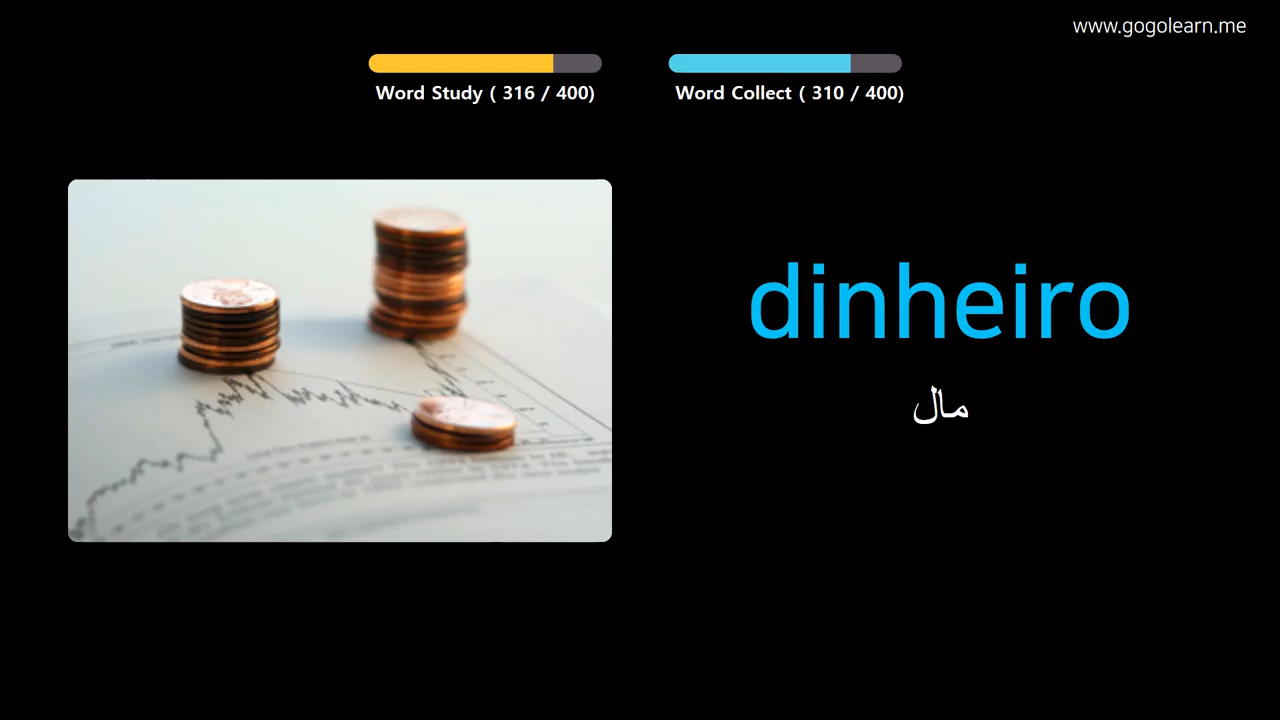 www.gogolearn.me
Word Study ( 316 / 400)
Word Collect ( 310 / 400)
dinheiro
مال